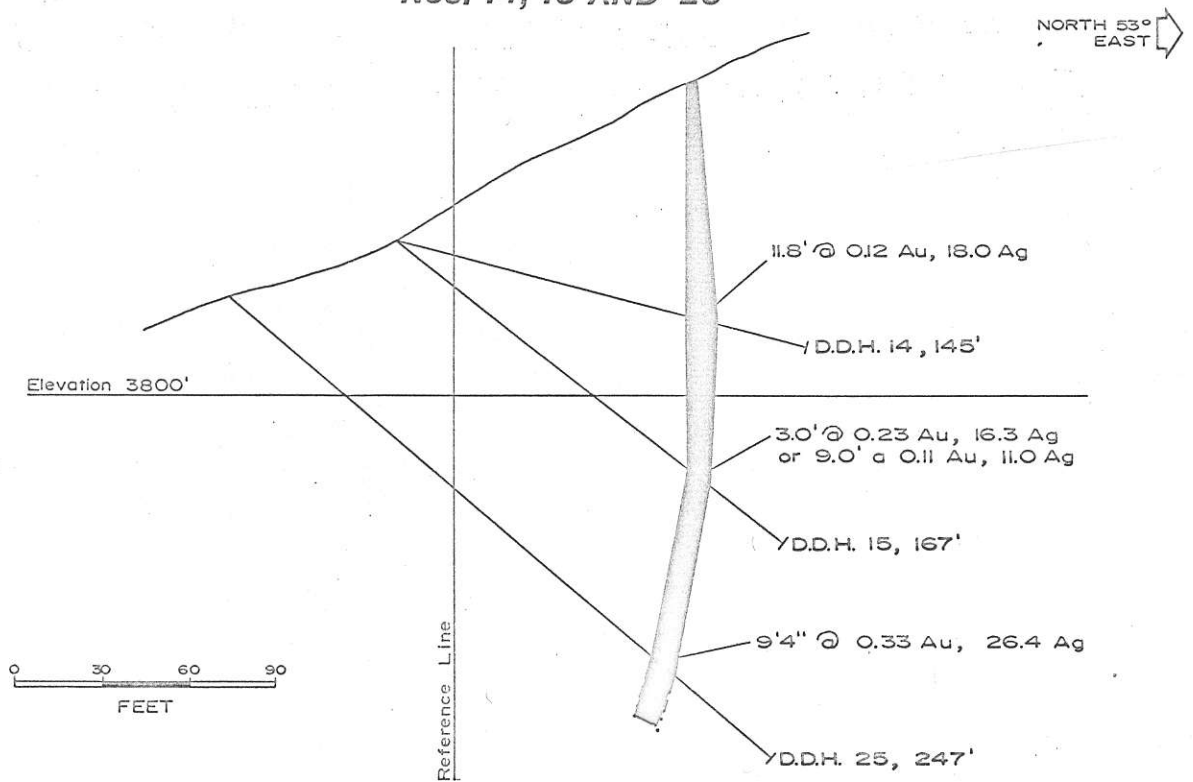 AND
NORTH 53°
EAST
11.8' @ 0.12 Au, 18.0 Ag
D.D.H. 14, 145'
Elevation 3800'
3.0' @ 0.23 Au, 16.3 Ag
or 9.0' a 0.11 Au, 11.0 Ag
D.D.H. 15, 167'
9'4" @ 0.33 Au, 26.4 Ag
0 30 60 90
FEET
Reference Line
D.D.H. 25, 247'